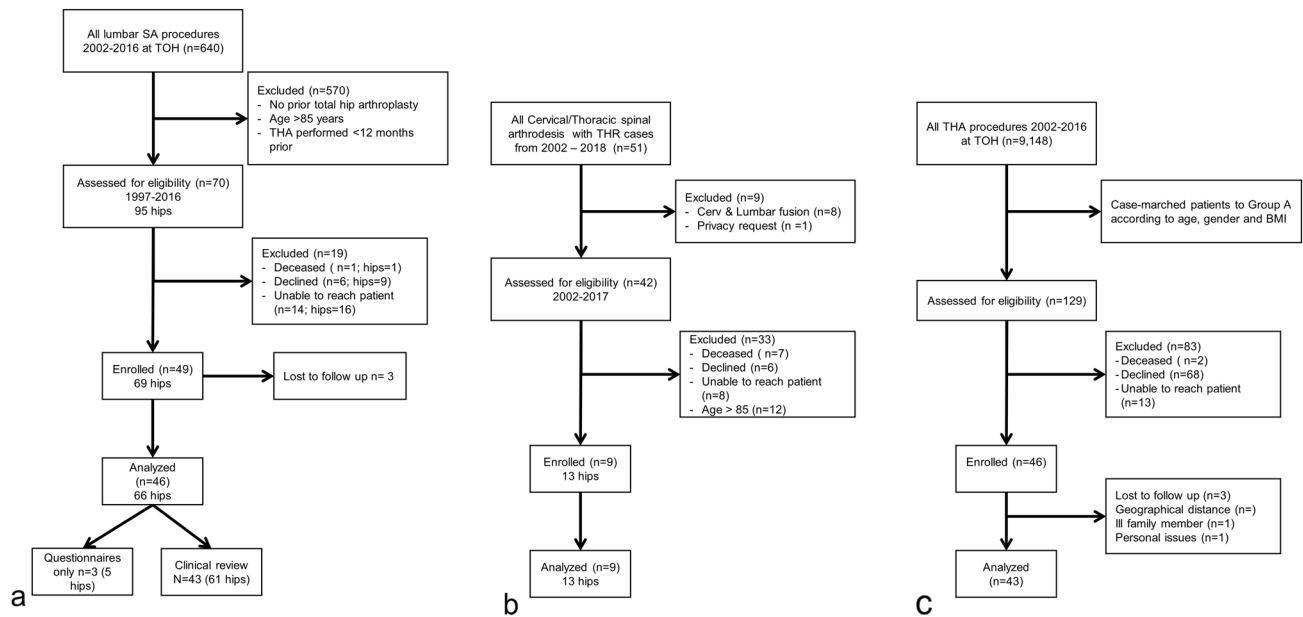 All lumbar SA procedures
2002-2016 at TOH (n=640)
Excluded (n=570)
- No prior total hip arthroplasty
- Age >85 years
- THA performed <12 months
prior
Assessed for eligibility (n=70)
1997-2016
95 hips
Excluded (n=19)
- Deceased ( n=1; hips=1)
- Declined (n=6; hips=9)
- Unable to reach patient
(n=14; hips=16)
Enrolled (n=49)
69 hips
Lost to follow up n= 3
Analyzed
(n=46)
66 hips
Questionnaires
only n=3 (5
hips)
Clinical review
N=43 (61 hips)
a
All Cervical/Thoracic spinal
arthrodesis with THR cases
from 2002 – 2018 (n=51)
Excluded (n=9)
- Cerv & Lumbar fusion (n=8)
- Privacy request (n =1)
Assessed for eligibility (n=42)
2002-2017
Excluded (n=33)
- Deceased ( n=7)
- Declined (n=6)
- Unable to reach patient
(n=8)
- Age > 85 (n=12)
Enrolled (n=9)
13 hips
Analyzed (n=9)
13 hips
b
All THA procedures 2002-2016
at TOH (n=9,148)
Case-marched patients to Group A
according to age, gender and BMI
Assessed for eligibility (n=129)
Excluded (n=83)
-Deceased ( n=2)
-Declined (n=68)
-Unable to reach patient
(n=13)
Enrolled (n=46)
Lost to follow up (n=3)
Geographical distance (n=)
Ill family member (n=1)
Personal issues (n=1)
Analyzed
(n=43)
c